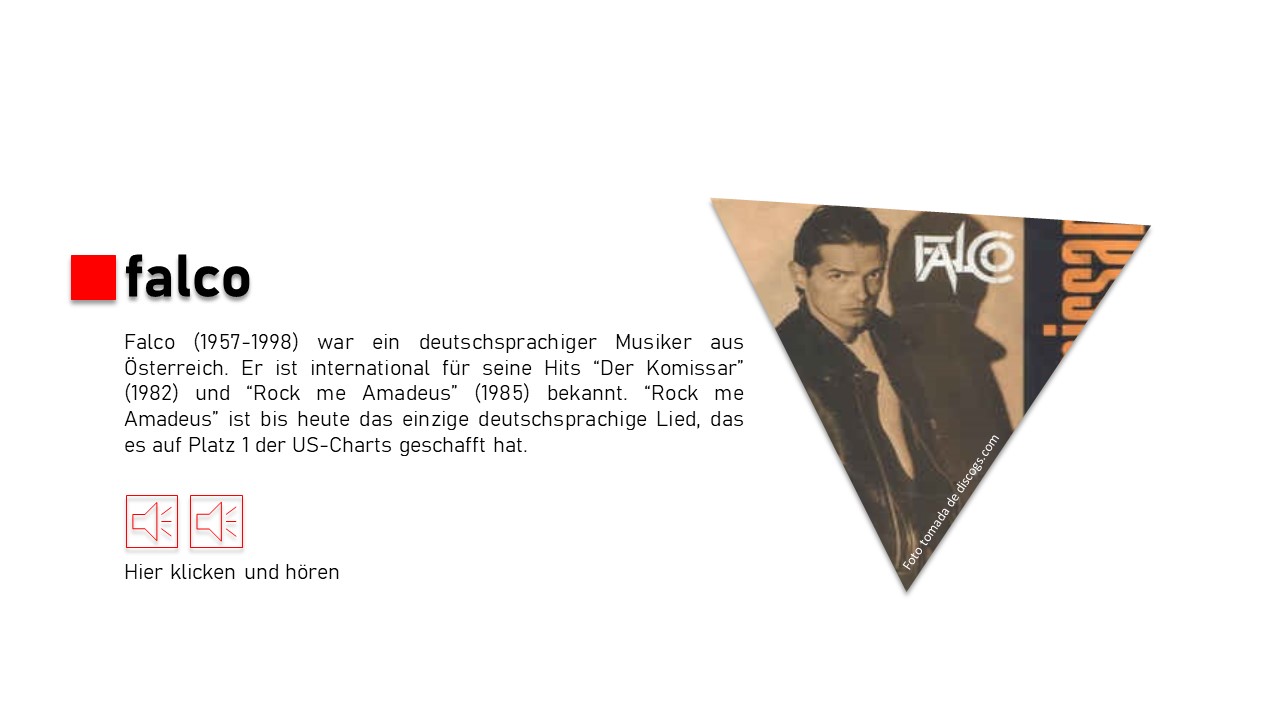 falco
Falco (1957-1998) war ein deutschsprachiger Musiker aus
Österreich. Er ist international für seine Hits “Der Komissar”
(1982) und “Rock me Amadeus” (1985) bekannt. “Rock me
Amadeus” ist bis heute das einzige deutschsprachige Lied, das
es auf Platz 1 der US-Charts geschafft hat.
Hier klicken und hören
FALCO
Foto tomada de discogs.com